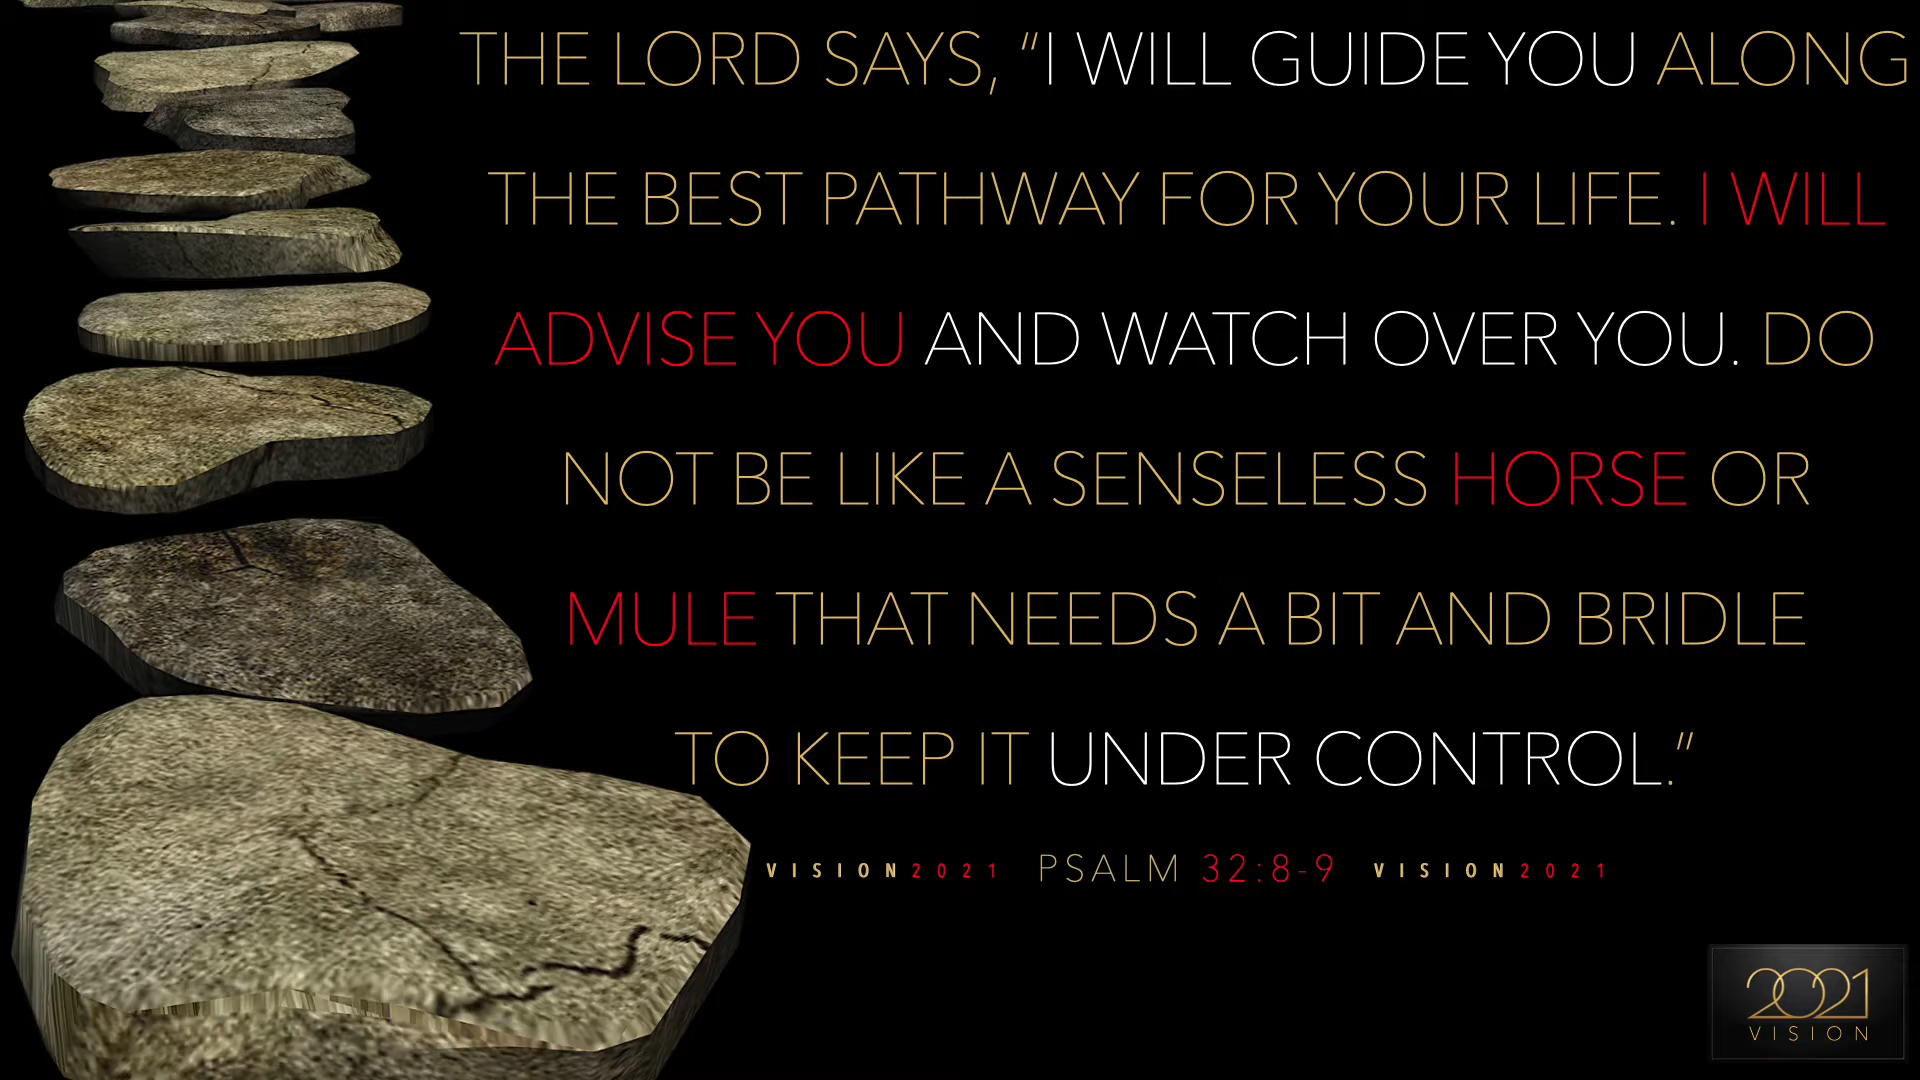 THE LORD SAYS, “I WILL GUIDE YOU ALONG
THE BEST PATHWAY FOR YOUR LIFE. I WILL
ADVISE YOU AND WATCH OVER YOU. DO
NOT BE LIKE A SENSELESS HORSE OR
MULE THAT NEEDS A BIT AND BRIDLE
TO KEEP IT UNDER CONTROL.”
VISION2021 PSALM 32:8-9 VISION2021
2021
VISION